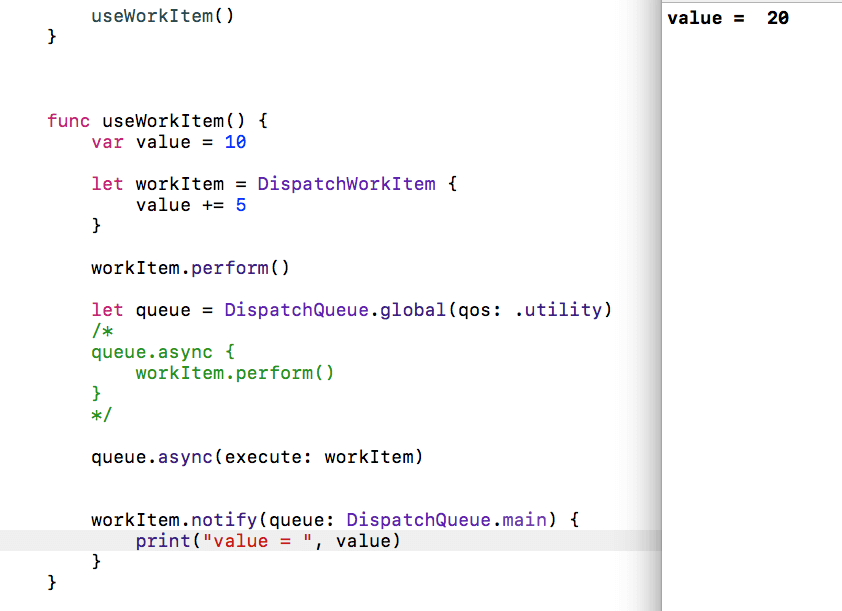 useWorkItem()
}
func useWorkItem() {
var value = 10
let workItem = DispatchWorkItem {
value += 5
}
workItem.perform()
let queue = DispatchQueue.global(qos: .utility)
/*
queue.async {
workItem.perform()
}
*/
queue.async(execute: workItem)
workItem.notify(queue: DispatchQueue.main) {
print("value = ", value)
}
}
value =  20